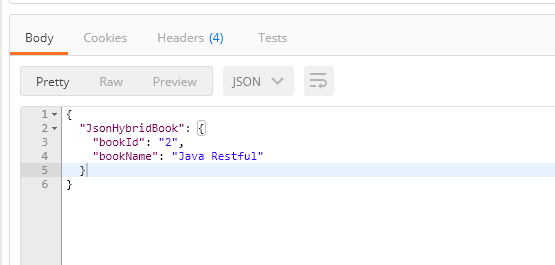 Body Cookies Headers (4) Tests
Pretty Raw Preview JSON
1 {
2 "JsonHybridBook": {
3 "bookId": "2",
4 "bookName": "Java Restful"
5 }
6 }